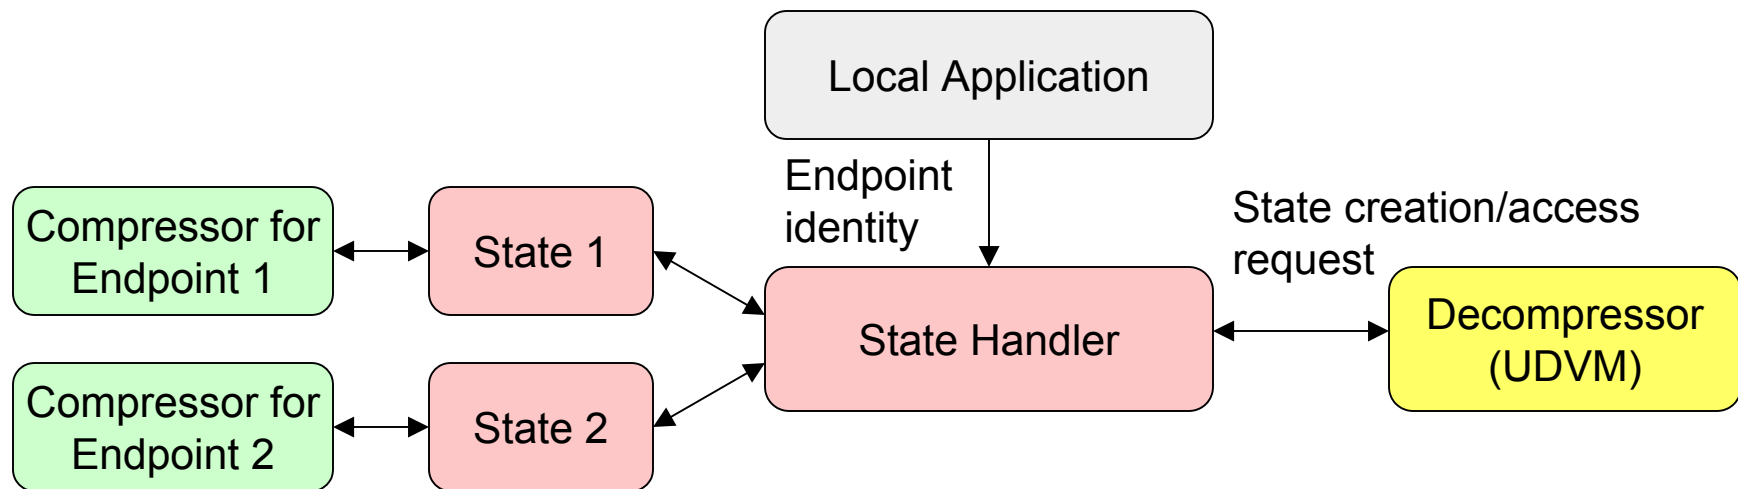 Local Application
Endpoint
identity
State creation/access
request
Compressor for
Endpoint 1
State 1
State Handler
Decompressor
(UDVM)
Compressor for
Endpoint 2
State 2